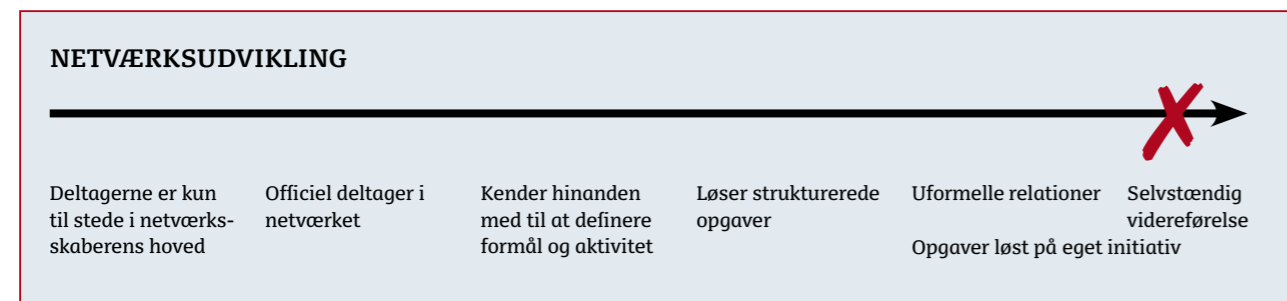 NETVÆRKSUDVIKLING
Deltagerne er kun
til stede i netværks-
skaberens hoved
Officiel deltager i
netværket
Kender hinanden
med til at definere
formål og aktivitet
Løser strukturerede
opgaver
Uformelle relationer
Opgaver løst på eget initiativ
Selvstændig
videreførelse